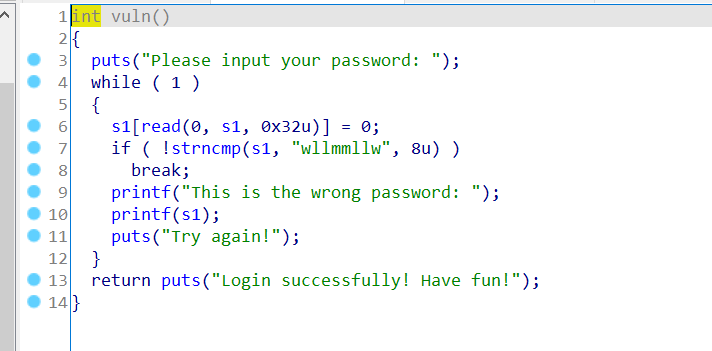 1 int vuln()
2 {
3 puts("Please input your password: ");
4 while ( 1 )
5 {
6 s1[read(0, s1, 0x32u)] = 0;
7 if ( !strncmp(s1, "wllmmllw", 8u) )
8 break;
9 printf("This is the wrong password: ");
10 printf(s1);
11 puts("Try again!");
12 }
13 return puts("Login successfully! Have fun!");
14 }